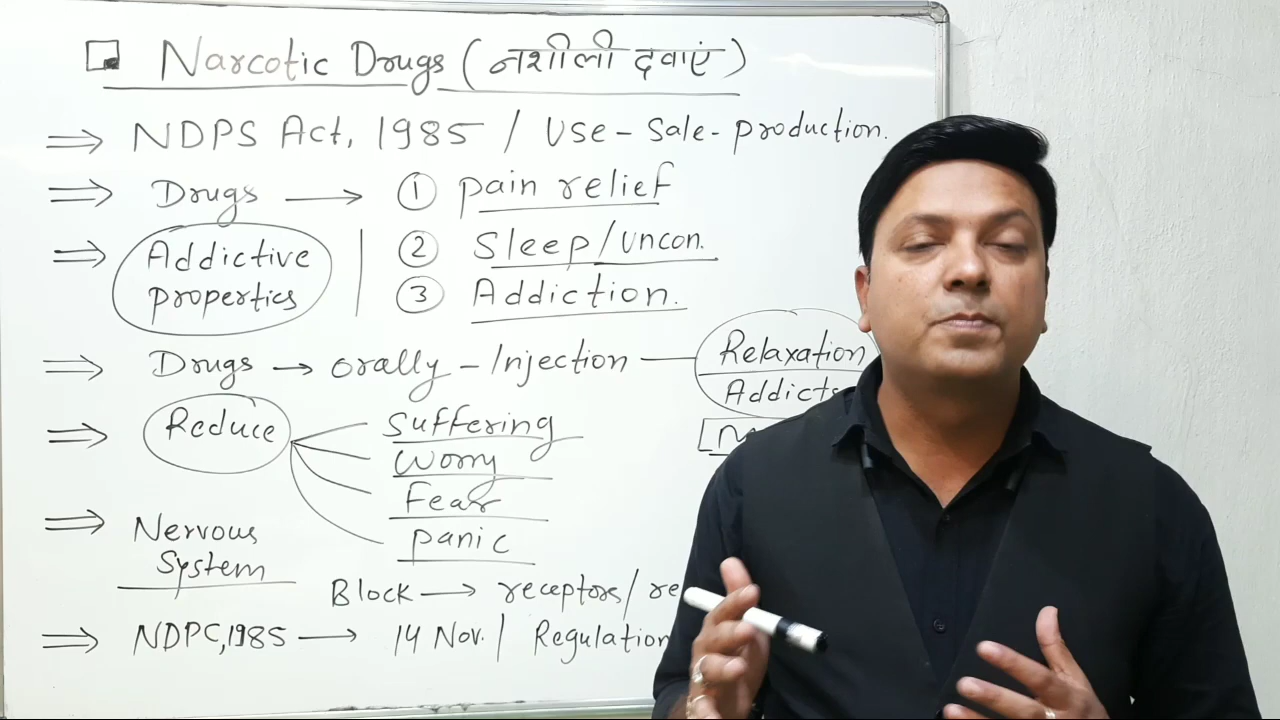 Narcotic Drugs (नशीली दवाएं)
⇒ NDPS Act, 1985 / Use - Sale - production.
⇒ Drugs → ① Pain relief
⇒ Addictive properties | ② Sleep/Uncon.
③ Addiction.
⇒ Drugs → orally - Injection — Relaxation
Addicts
⇒ Reduce
Suffering
Worry
Fear
Panic
⇒ Nervous
System
Block → receptors/
⇒ NDPC, 1985 → 14 Nov. | Regulation